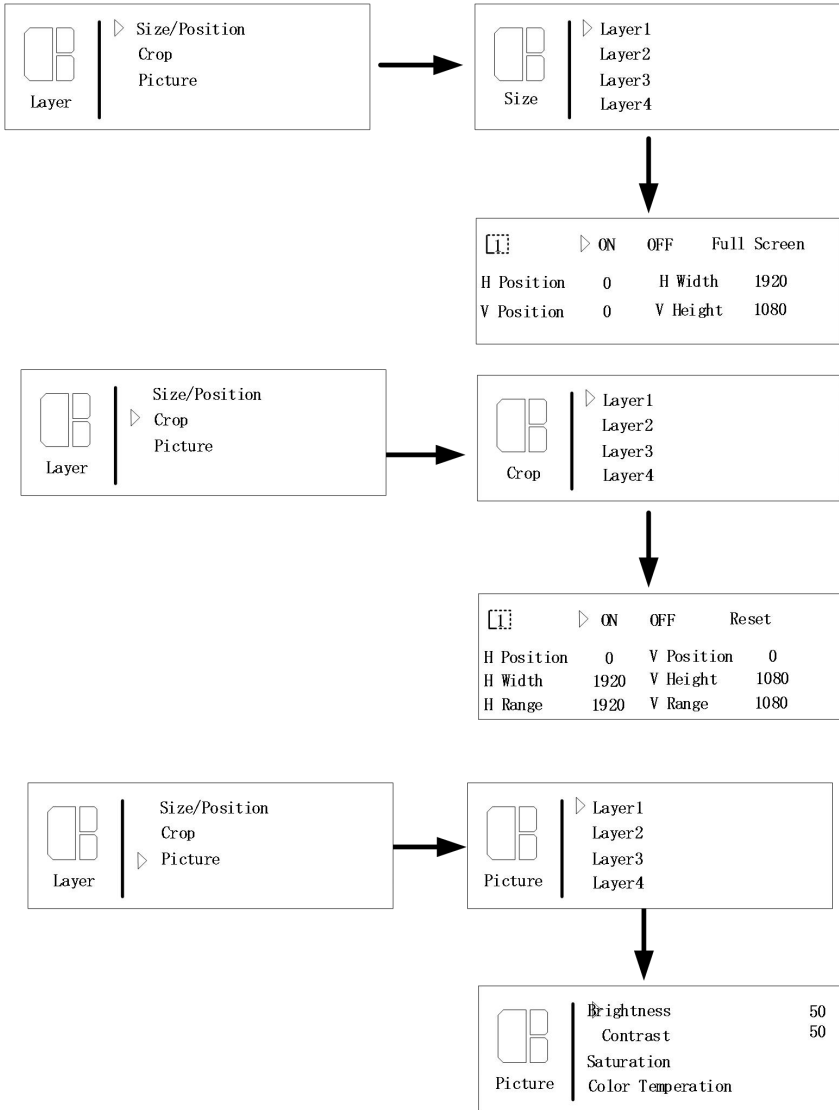 Size/Position
Crop
Picture
Layer
Layer1
Layer2
Layer3
Layer4
Size
1 ON OFF Full Screen
H Position 0 H Width 1920
V Position 0 V Height 1080
Size/Position
Crop
Picture
Layer
Layer1
Layer2
Layer3
Layer4
Crop
1 ON OFF Reset
H Position 0 V Position 0
H Width 1920 V Height 1080
H Range 1920 V Range 1080
Size/Position
Crop
Picture
Layer
Layer1
Layer2
Layer3
Layer4
Picture
Brightness 50
Contrast 50
Saturation
Color Temperation
Picture